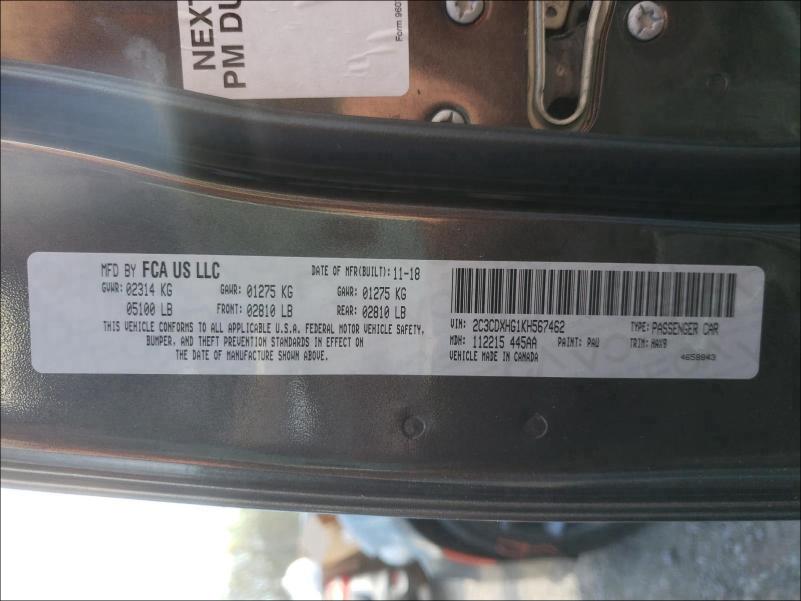 NEXT
PM DU
Form 960
MFD BY FCA US LLC DATE OF MFR(BUILT): 11-18
GVWR: 02314 KG GAWR: 01275 KG GAWR: 01275 KG
05100 LB FRONT: 02810 LB REAR: 02810 LB
THIS VEHICLE CONFORMS TO ALL APPLICABLE U.S.A. FEDERAL MOTOR VEHICLE SAFETY,
BUMPER, AND THEFT PREVENTION STANDARDS IN EFFECT ON
THE DATE OF MANUFACTURE SHOWN ABOVE.
VIN: 2C3CDXHG1KH567462 TYPE: PASSENGER CAR
MDH: 112215 445AA PAINT: PAU TRIM: HAX9
VEHICLE MADE IN CANADA 4658843